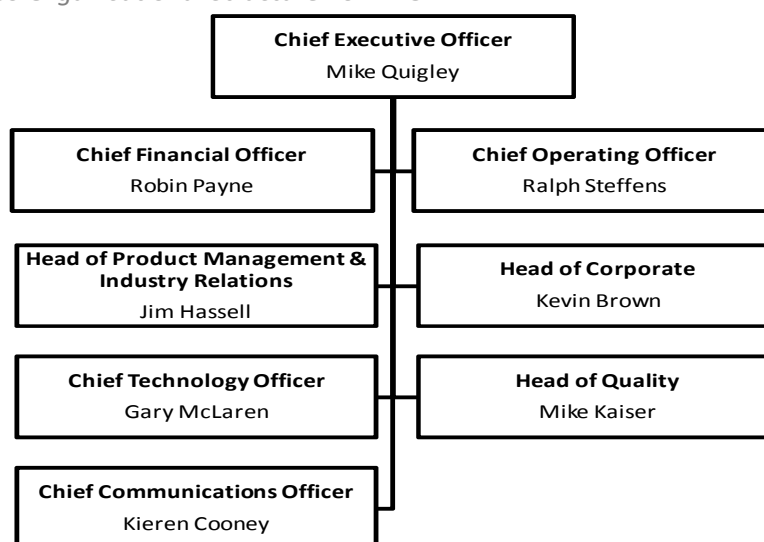 Chief Executive Officer
Mike Quigley
Chief Financial Officer
Robin Payne
Chief Operating Officer
Ralph Steffens
Head of Product Management &
Industry Relations
Jim Hassell
Head of Corporate
Kevin Brown
Chief Technology Officer
Gary McLaren
Head of Quality
Mike Kaiser
Chief Communications Officer
Kieren Cooney